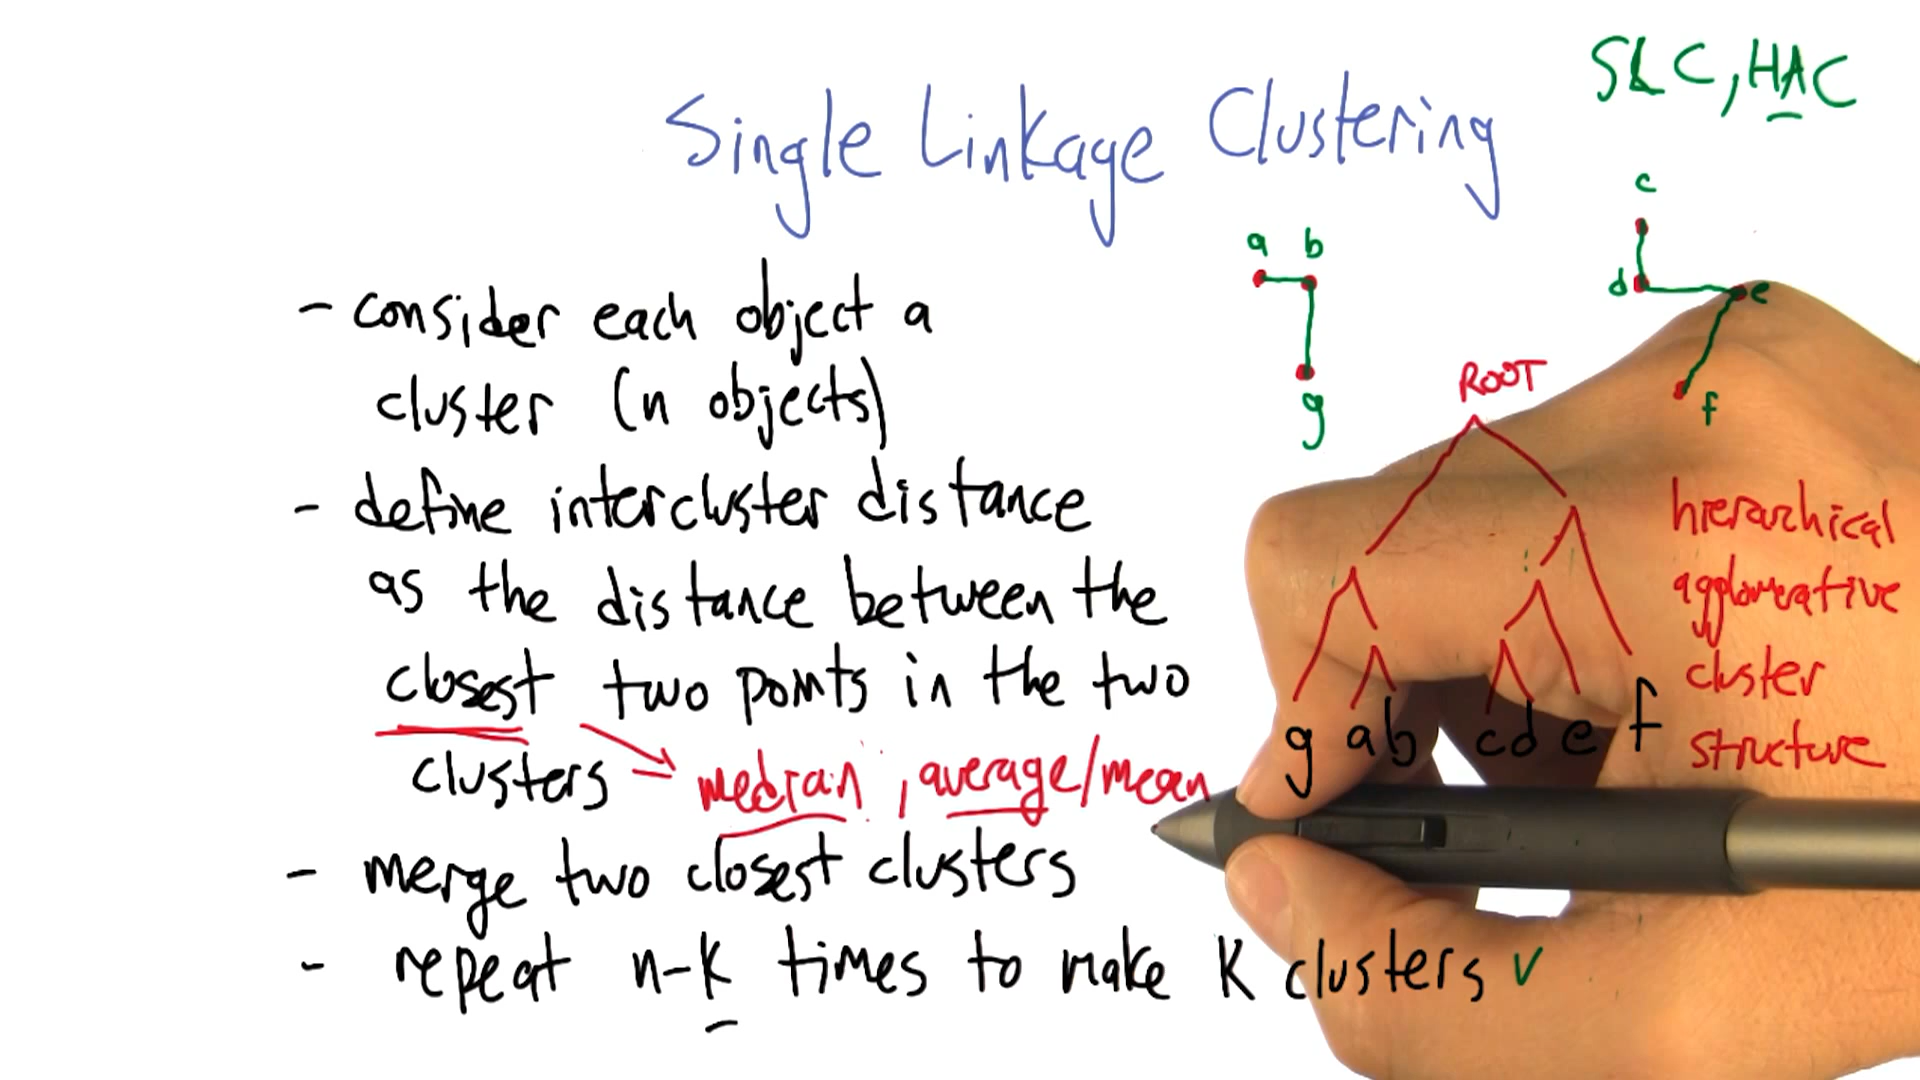 SLC, HAC
Single Linkage Clustering
- consider each object a
cluster (n objects)
- define intercluster distance
as the distance between the
closest two points in the two
clusters → median, average/mean
- merge two closest clusters
- repeat n-K times to make K clusters v
a b
g
c
d e
f
ROOT
g ab cd e f
hierarchical
agglomerative
cluster
structure